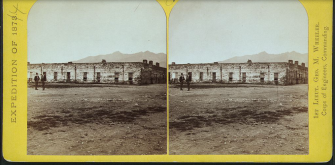 EXPEDITION OF 1873.
1st Lieut. Geo. M. Wheeler,
Corps of Engineers, Commanding.